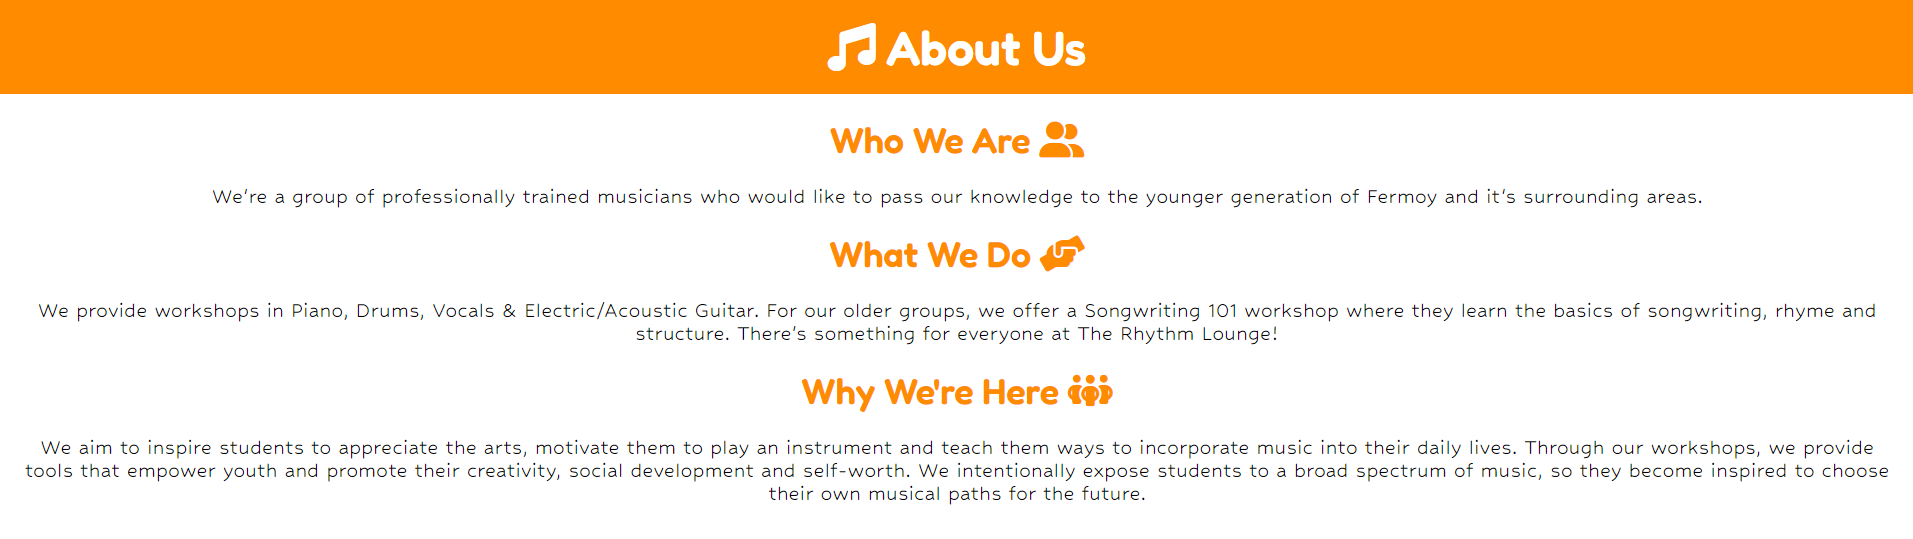 About Us
Who We Are
We're a group of professionally trained musicians who would like to pass our knowledge to the younger generation of Fermoy and it's surrounding areas.
What We Do
We provide workshops in Piano, Drums, Vocals & Electric/Acoustic Guitar. For our older groups, we offer a Songwriting 101 workshop where they learn the basics of songwriting, rhyme and
structure. There's something for everyone at The Rhythm Lounge!
Why We're Here
We aim to inspire students to appreciate the arts, motivate them to play an instrument and teach them ways to incorporate music into their daily lives. Through our workshops, we provide
tools that empower youth and promote their creativity, social development and self-worth. We intentionally expose students to a broad spectrum of music, so they become inspired to choose
their own musical paths for the future.